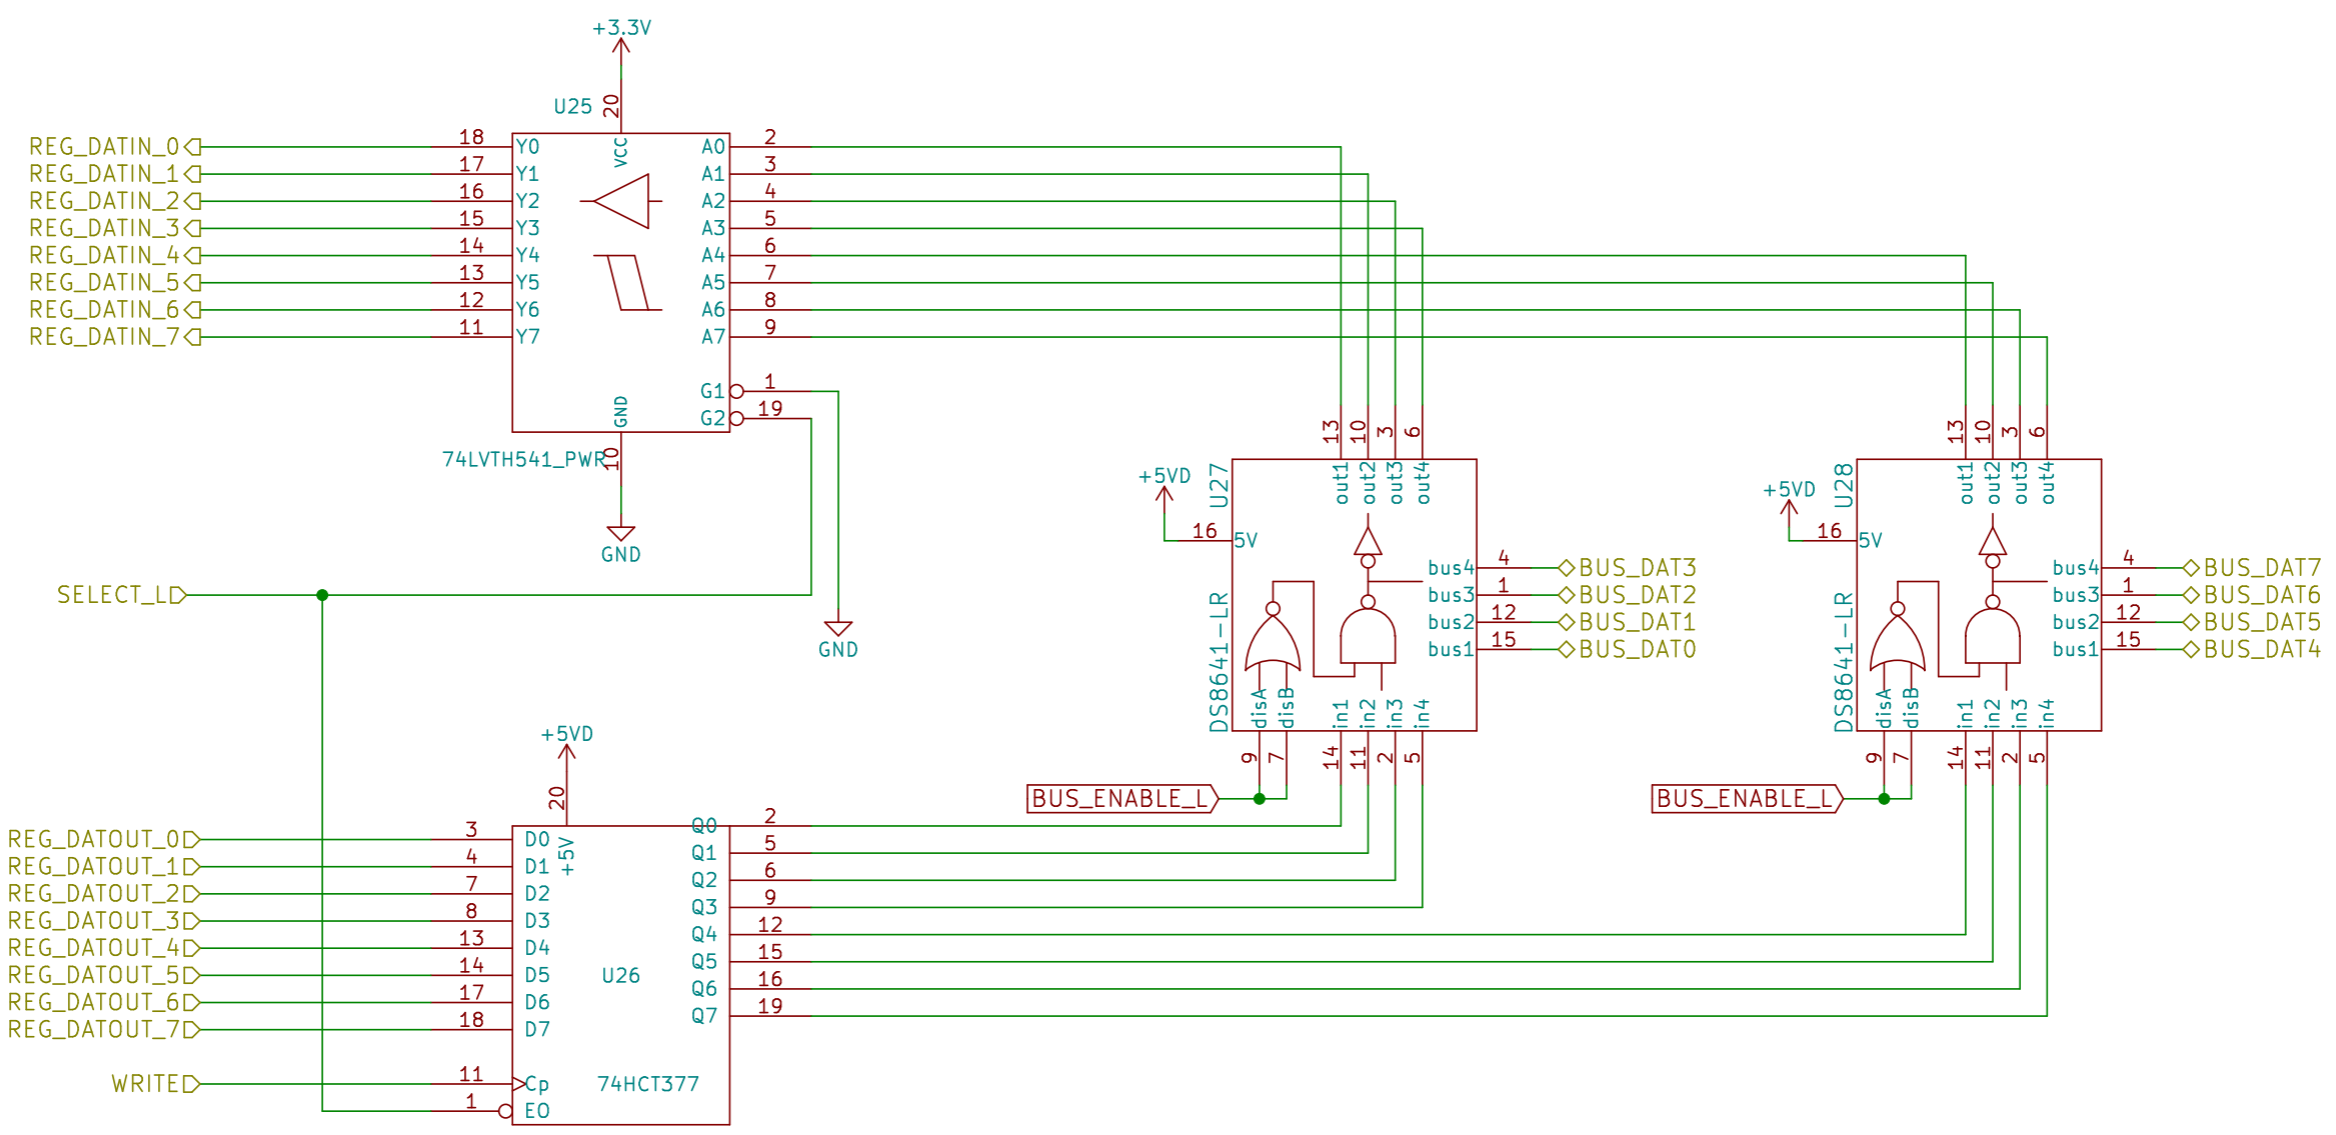 +3.3V
U25
20
VCC
REG_DATIN_0 18 Y0 A0 2
REG_DATIN_1 17 Y1 A1 3
REG_DATIN_2 16 Y2 A2 4
REG_DATIN_3 15 Y3 A3 5
REG_DATIN_4 14 Y4 A4 6
REG_DATIN_5 13 Y5 A5 7
REG_DATIN_6 12 Y6 A6 8
REG_DATIN_7 11 Y7 A7 9
G1 1
G2 19
GND
10
74LVTH541_PWR
GND
SELECT_L
GND
+5VD
16 5V
U27
DS8641-LR
13 10 3 6
out1 out2 out3 out4
bus4 4 BUS_DAT3
bus3 1 BUS_DAT2
bus2 12 BUS_DAT1
bus1 15 BUS_DAT0
disA disB in1 in2 in3 in4
9 7 14 11 2 5
BUS_ENABLE_L
+5VD
16 5V
U28
DS8641-LR
13 10 3 6
out1 out2 out3 out4
bus4 4 BUS_DAT7
bus3 1 BUS_DAT6
bus2 12 BUS_DAT5
bus1 15 BUS_DAT4
disA disB in1 in2 in3 in4
9 7 14 11 2 5
BUS_ENABLE_L
+5VD
20
+5V
Q0 2
REG_DATOUT_0 3 D0 Q1 5
REG_DATOUT_1 4 D1 Q2 6
REG_DATOUT_2 7 D2 Q3 9
REG_DATOUT_3 8 D3 Q4 12
REG_DATOUT_4 13 D4 Q5 15
REG_DATOUT_5 14 D5 U26 Q6 16
REG_DATOUT_6 17 D6 Q7 19
REG_DATOUT_7 18 D7
WRITE 11 Cp 74HCT377
1 EO